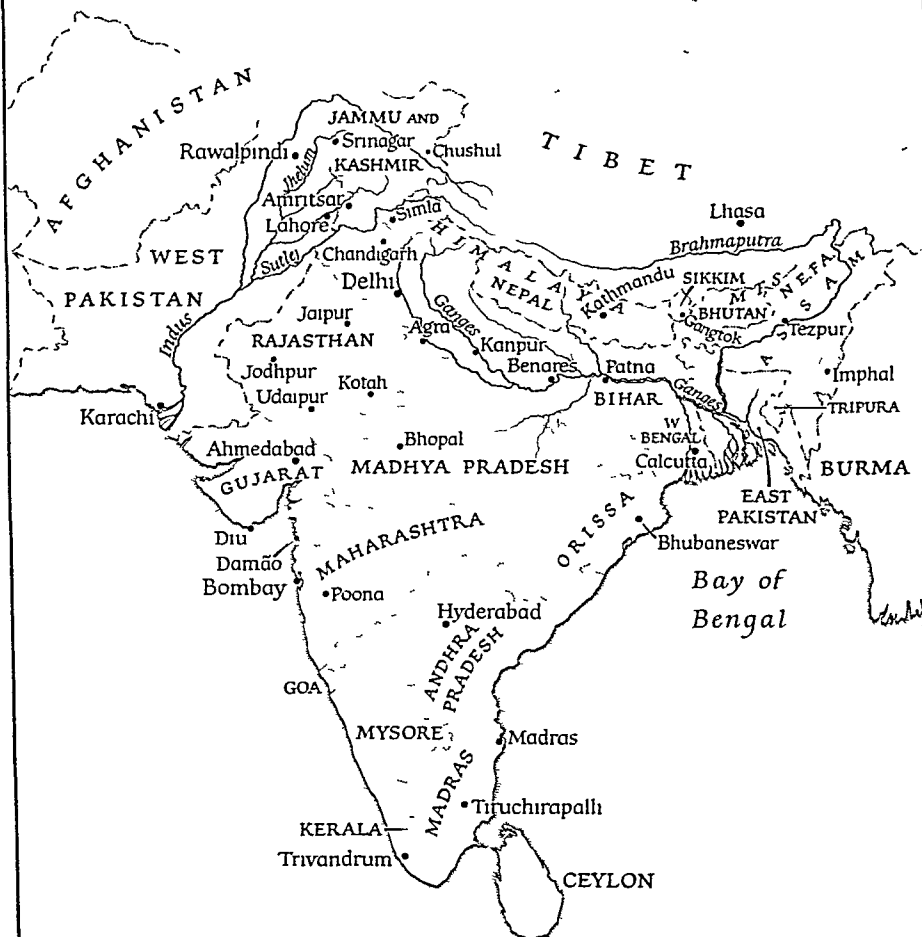 AFGHANISTAN
JAMMU AND
KASHMIR
Srinagar
Rawalpindi
Jhelum
Chushul
TIBET
Amritsar
Lahore
Simla
Lhasa
WEST
PAKISTAN
Sutlej
Chandigarh
HIMALAYA MTS
Brahmaputra
Delhi
NEPAL
Kathmandu
SIKKIM
BHUTAN
N.E.F.A.
ASSAM
Gangtok
Tezpur
Indus
Jaipur
RAJASTHAN
Agra
Ganges
Kanpur
Jodhpur
Benares
Patna
Imphal
Udaipur
Kotah
BIHAR
Ganges
TRIPURA
Karachi
Ahmedabad
Bhopal
W
BENGAL
GUJARAT
MADHYA PRADESH
Calcutta
BURMA
EAST
PAKISTAN
Diu
MAHARASHTRA
ORISSA
Bhubaneswar
Damão
Bombay
Poona
Bay of
Bengal
Hyderabad
ANDHRA
PRADESH
GOA
MYSORE
Madras
MADRAS
Tiruchirapalli
KERALA
Trivandrum
CEYLON